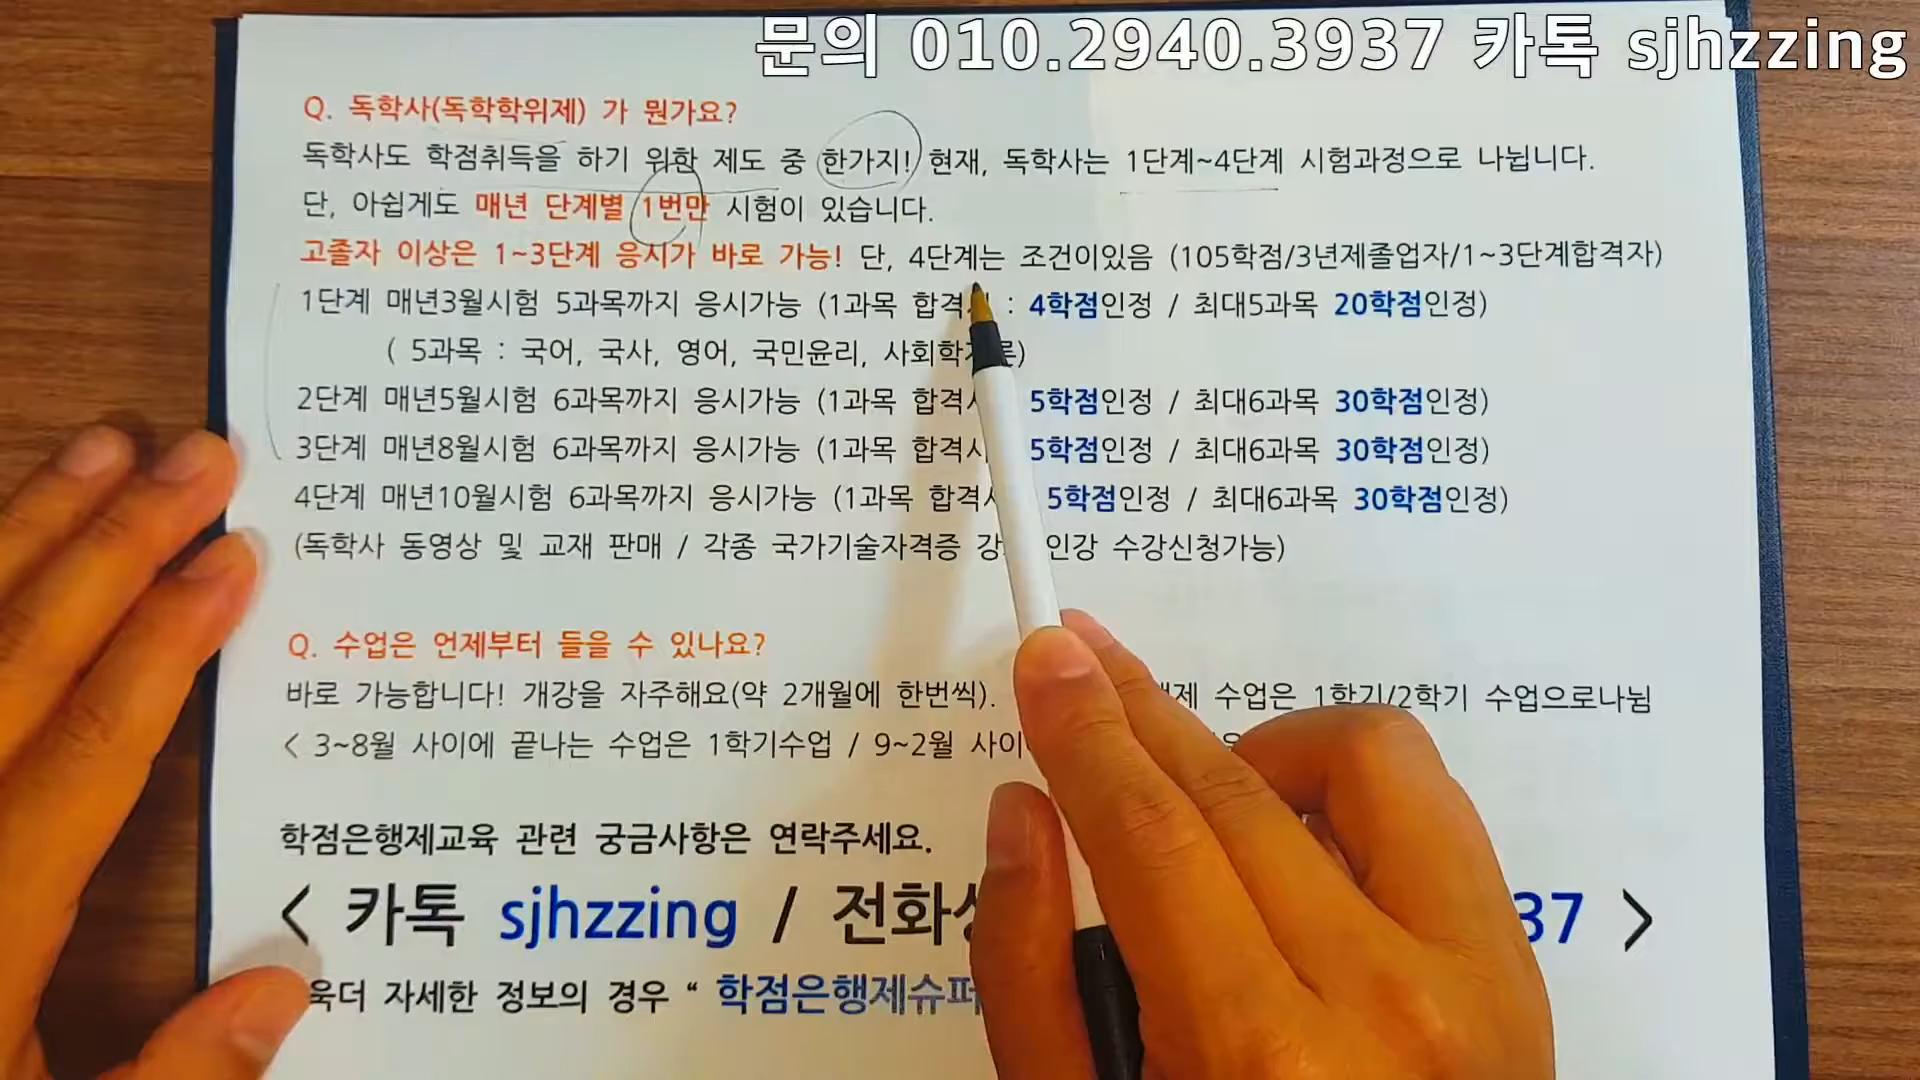 문의 010.2940.3937 카톡 sjhzzing
Q. 독학사(독학학위제) 가 뭔가요?
독학사도 학점취득을 하기 위한 제도 중 한가지! 현재, 독학사는 1단계~4단계 시험과정으로 나뉩니다.
단, 아쉽게도 매년 단계별 1번만 시험이 있습니다.
고졸자 이상은 1~3단계 응시가 바로 가능! 단, 4단계는 조건이있음 (105학점/3년제졸업자/1~3단계합격자)
1단계 매년3월시험 5과목까지 응시가능 (1과목 합격 : 4학점인정 / 최대5과목 20학점인정)
( 5과목 : 국어, 국사, 영어, 국민윤리,
2단계 매년5월시험 6과목까지 응시가능 (1과목 합격 5학점인정 / 최대6과목 30학점인정)
3단계 매년8월시험 6과목까지 응시가능 (1과목 합격 5학점인정 / 최대6과목 30학점인정)
4단계 매년10월시험 6과목까지 응시가능 (1과목 합격 5학점인정 / 최대6과목 30학점인정)
(독학사 동영상 및 교재 판매 / 각종 국가기술자격증 인강 수강신청가능)
Q. 수업은 언제부터 들을 수 있나요?
바로 가능합니다! 개강을 자주해요(약 2개월에 한번씩). 수업은 1학기/2학기 수업으로나뉨
< 3~8월 사이에 끝나는 수업은 1학기수업 / 9~2월 사이
학점은행제교육 관련 궁금사항은 연락주세요.
< 카톡 sjhzzing / 37 >
자세한 정보의 경우 “ 학점은행제슈퍼